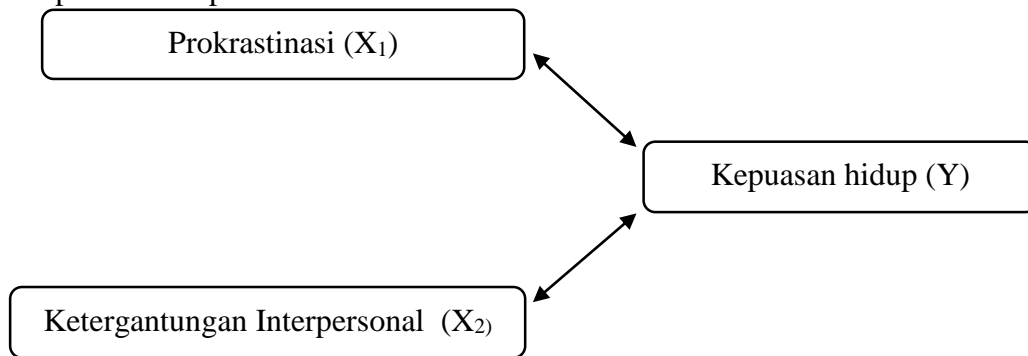 Prokrastinasi (X₁)
Kepuasan hidup (Y)
Ketergantungan Interpersonal (X₂)